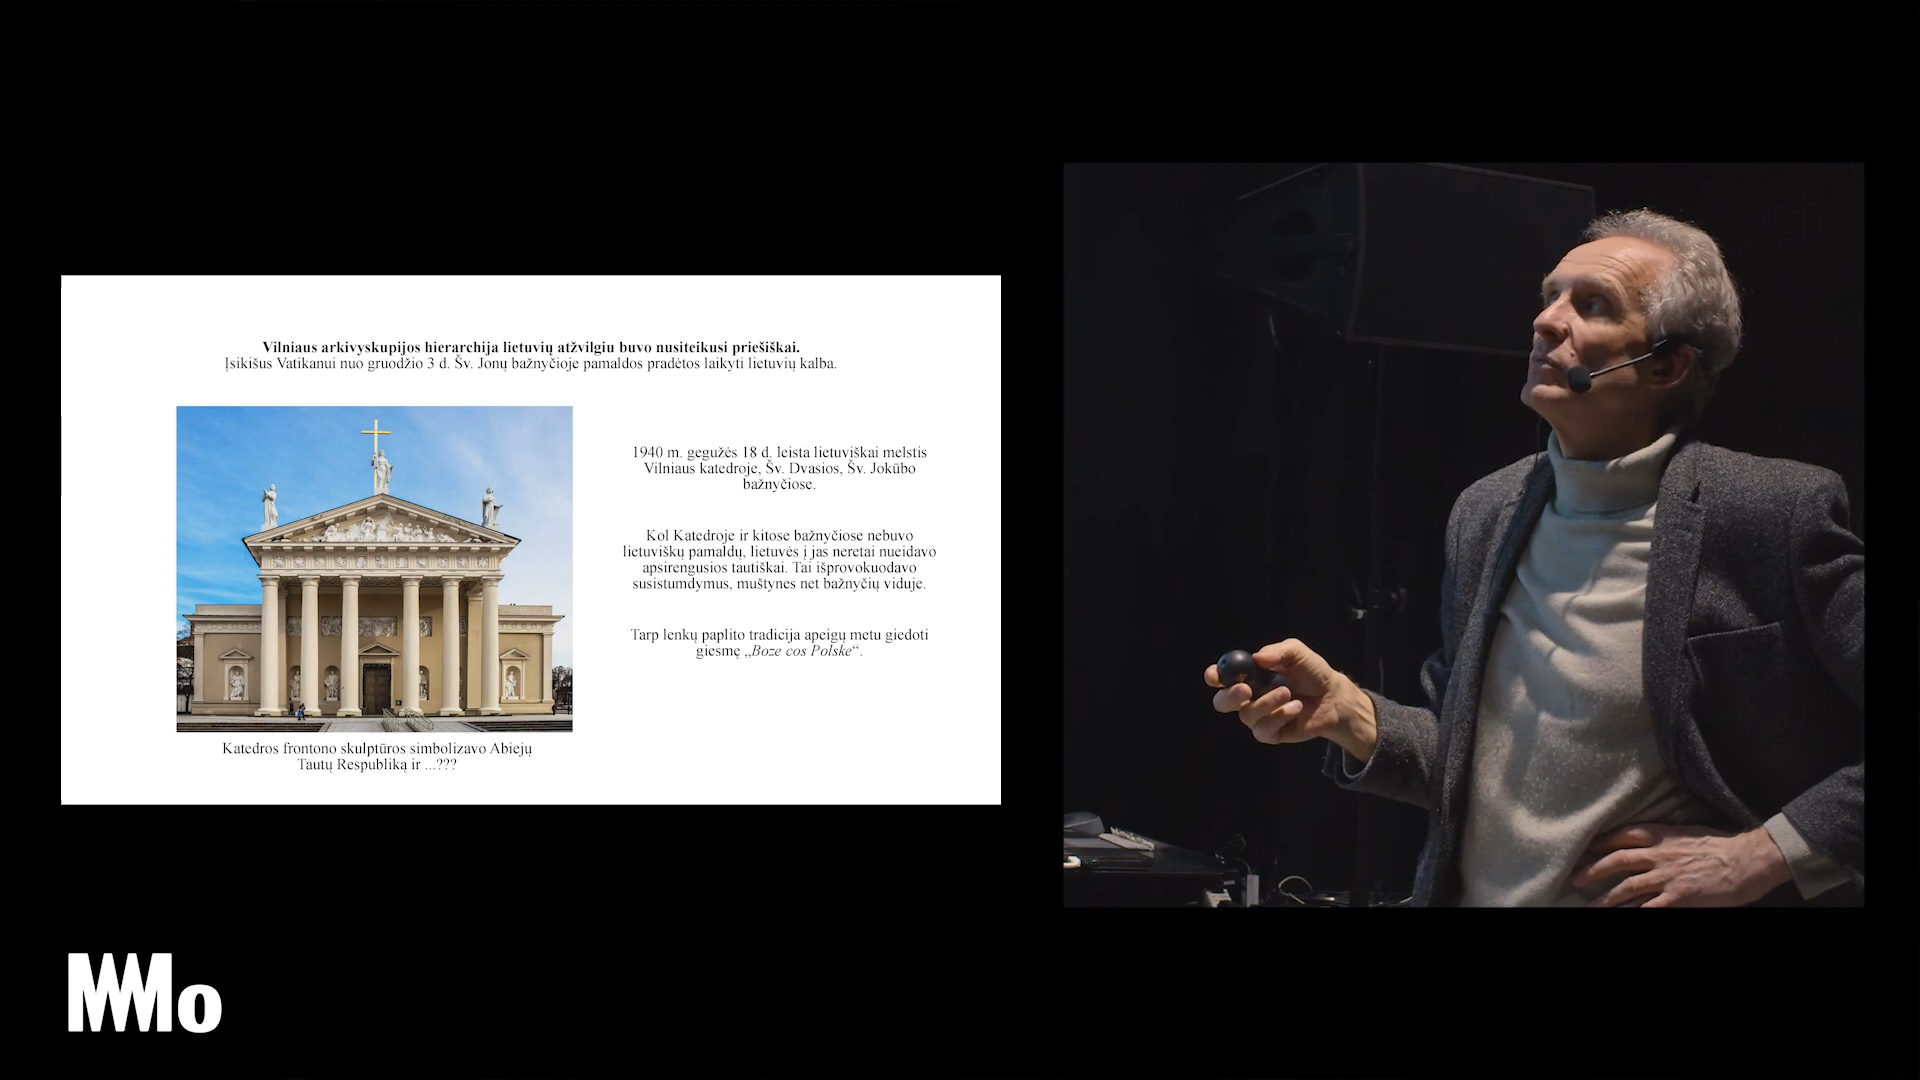 Vilniaus arkivyskupijos hierarchija lietuvių atžvilgiu buvo nusiteikusi priešiškai.
Įsikišus Vatikanui nuo gruodžio 3 d. Šv. Jonų bažnyčioje pamaldos pradėtos laikyti lietuvių kalba.
1940 m. gegužės 18 d. leista lietuviškai melstis
Vilniaus katedroje, Šv. Dvasios, Šv. Jokūbo
bažnyčiose.
Kol Katedroje ir kitose bažnyčiose nebuvo
lietuviškų pamaldų, lietuvės į jas neretai nueidavo
apsirengusios tautiškai. Tai išprovokuodavo
susistumdymus, muštynes net bažnyčių viduje.
Tarp lenkų paplito tradicija apeigų metu giedoti
giesmę „Boze cos Polske“.
Katedros frontono skulptūros simbolizavo Abiejų
Tautų Respubliką ir ...???
MMo